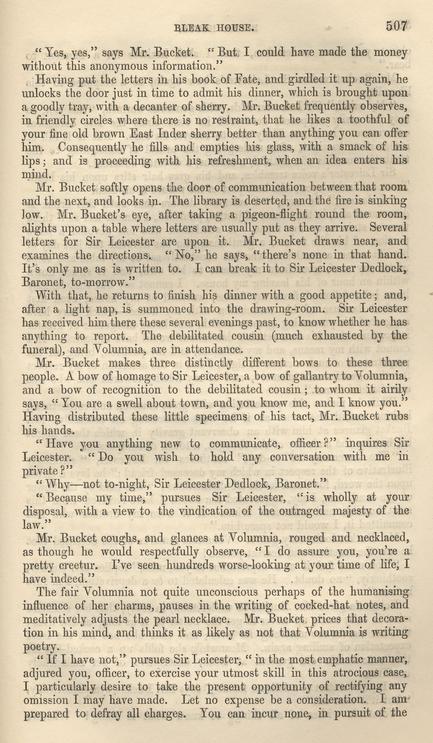 BLEAK HOUSE. 507
“Yes, yes,” says Mr. Bucket. “But I could have made the money
without this anonymous information.”
Having put the letters in his book of Fate, and girdled it up again, he
unlocks the door just in time to admit his dinner, which is brought upon
a goodly tray, with a decanter of sherry. Mr. Bucket frequently observes,
in friendly circles where there is no restraint, that he likes a toothful of
your fine old brown East Inder sherry better than anything you can offer
him. Consequently he fills and empties his glass, with a smack of his
lips; and is proceeding with his refreshment, when an idea enters his
mind.
Mr. Bucket softly opens the door of communication between that room
and the next, and looks in. The library is deserted, and the fire is sinking
low. Mr. Bucket's eye, after taking a pigeon-flight round the room,
alights upon a table where letters are usually put as they arrive. Several
letters for Sir Leicester are upon it. Mr. Bucket draws near, and
examines the directions. “No,” he says, “there's none in that hand.
It's only me as is written to. I can break it to Sir Leicester Dedlock,
Baronet, to-morrow.”
With that, he returns to finish his dinner with a good appetite; and,
after a light nap, is summoned into the drawing-room. Sir Leicester
has received him there these several evenings past, to know whether he has
anything to report. The debilitated cousin (much exhausted by the
funeral), and Volumnia, are in attendance.
Mr. Bucket makes three distinctly different bows to these three
people. A bow of homage to Sir Leicester, a bow of gallantry to Volumnia,
and a bow of recognition to the debilitated cousin; to whom it airily
says, “You are a swell about town, and you know me, and I know you.”
Having distributed these little specimens of his tact, Mr. Bucket rubs
his hands.
“Have you anything new to communicate, officer?” inquires Sir
Leicester. “Do you wish to hold any conversation with me in
private?”
“Why—not to-night, Sir Leicester Dedlock, Baronet.”
“Because my time,” pursues Sir Leicester, “is wholly at your
disposal, with a view to the vindication of the outraged majesty of the
law.”
Mr. Bucket coughs, and glances at Volumnia, rouged and necklaced,
as though he would respectfully observe, “I do assure you, you're a
pretty creetur. I've seen hundreds worse-looking at your time of life, I
have indeed.”
The fair Volumnia not quite unconscious perhaps of the humanising
influence of her charms, pauses in the writing of cocked-hat notes, and
meditatively adjusts the pearl necklace. Mr. Bucket prices that decora-
tion in his mind, and thinks it as likely as not that Volumnia is writing
poetry.
“If I have not,” pursues Sir Leicester, “in the most emphatic manner,
adjured you, officer, to exercise your utmost skill in this atrocious case,
I particularly desire to take the present opportunity of rectifying any
omission I may have made. Let no expense be a consideration. I am
prepared to defray all charges. You can incur none, in pursuit of the